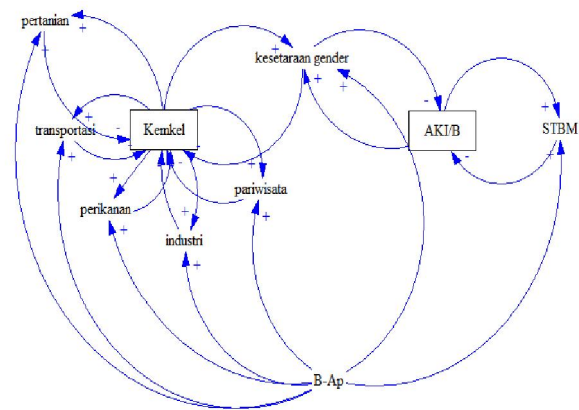 pertanian
kesetaraan gender
transportasi
Kemkel
AKI/B
STBM
perikanan
pariwisata
industri
B-Ap